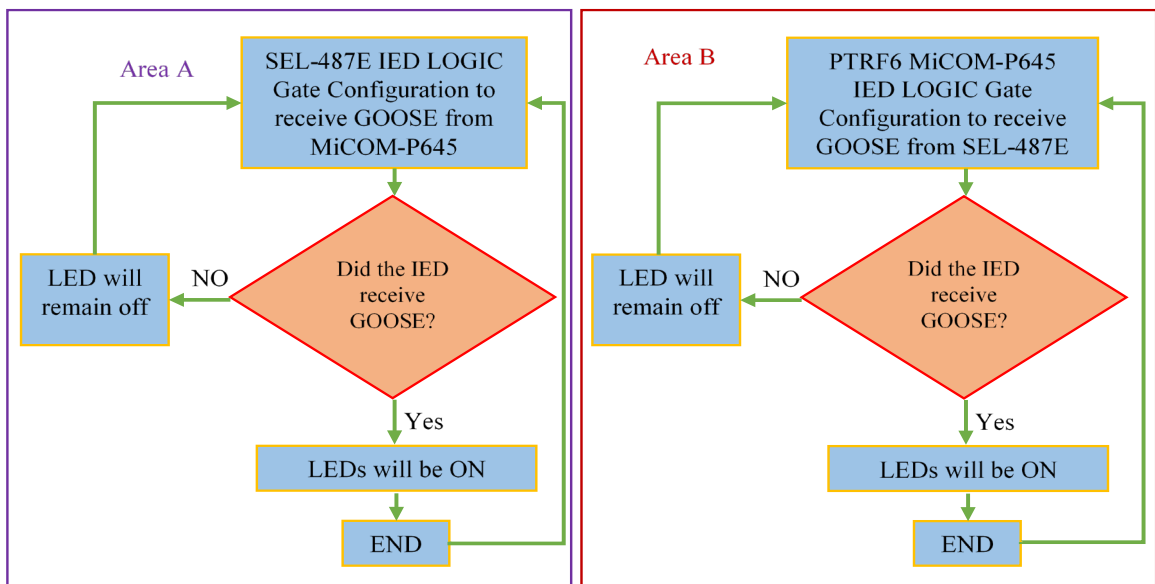 Area A
SEL-487E IED LOGIC
Gate Configuration to
receive GOOSE from
MiCOM-P645
LED will
remain off
NO
Did the IED
receive
GOOSE?
Yes
LEDs will be ON
END
Area B
PTRF6 MiCOM-P645
IED LOGIC Gate
Configuration to receive
GOOSE from SEL-487E
LED will
remain off
NO
Did the IED
receive
GOOSE?
Yes
LEDs will be ON
END